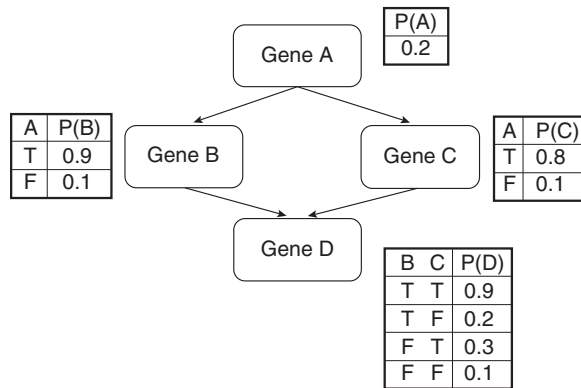 P(A)
0.2
Gene A
A P(B)
T 0.9
F 0.1
Gene B
Gene C
A P(C)
T 0.8
F 0.1
Gene D
B C P(D)
T T 0.9
T F 0.2
F T 0.3
F F 0.1